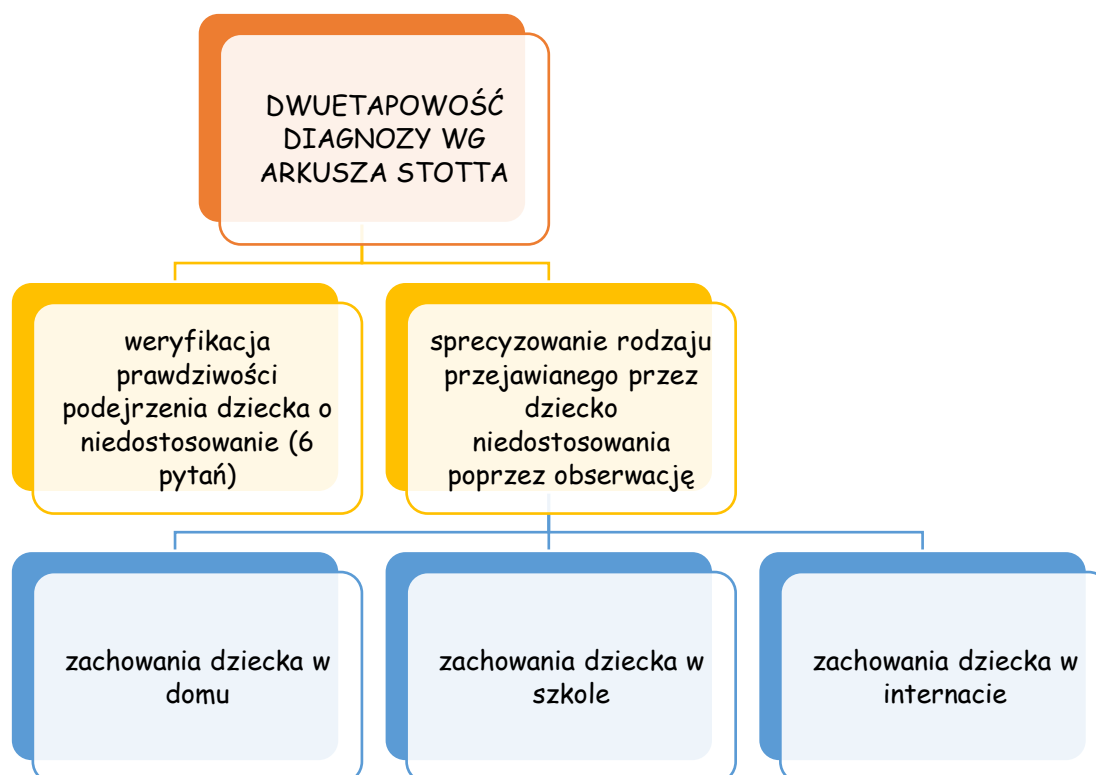 DWUETAPOWOŚĆ
DIAGNOZY WG
ARKUSZA STOTTA
weryfikacja
prawdziwości
podejrzenia dziecka o
niedostosowanie (6
pytań)
sprecyzowanie rodzaju
przejawianego przez
dziecko
niedostosowania
poprzez obserwację
zachowania dziecka w
domu
zachowania dziecka w
szkole
zachowania dziecka w
internacie